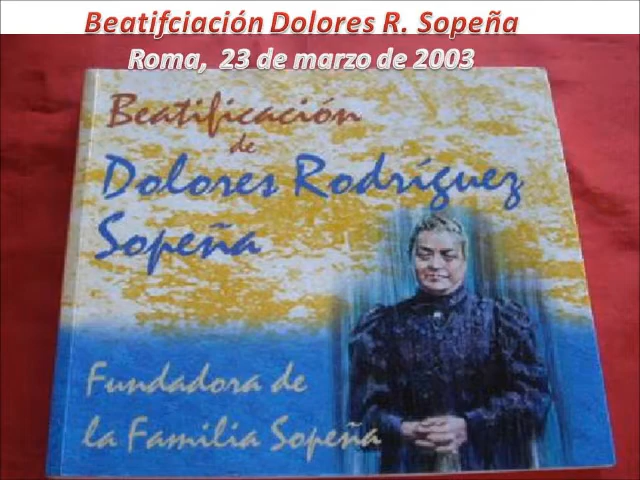 Beatifciación Dolores R. Sopeña
Roma, 23 de marzo de 2003
Beatificación
de
Dolores Rodríguez
Sopeña
Fundadora de
la Familia Sopeña